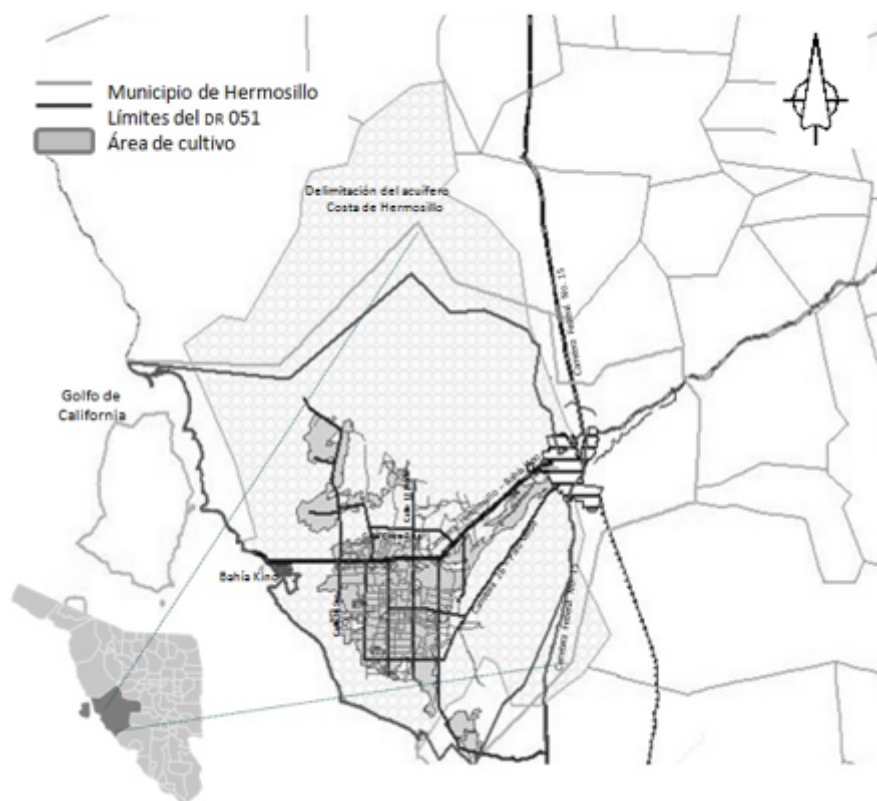 Municipio de Hermosillo
Límites del DR 051
Área de cultivo
Delimitación del acuífero
Costa de Hermosillo
Carretera Federal No. 15
Golfo de
California
Bahía Kino
Carretera Federal No. 15